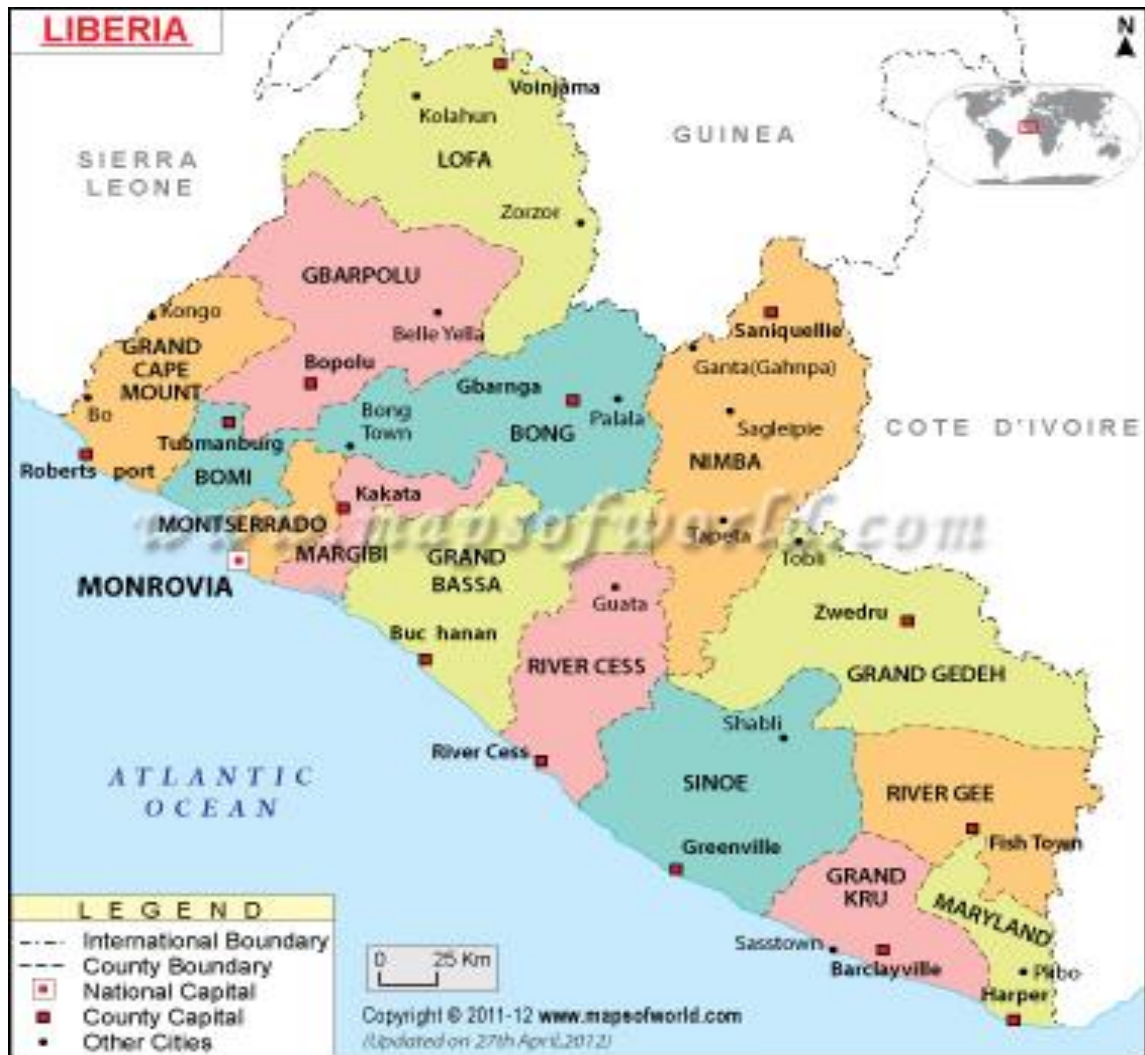 LIBERIA
N
SIERRA
LEONE
GUINEA
COTE D'IVOIRE
Voinjama
Kolahun
LOFA
Zorzor
GBARPOLU
Belle Yella
Bopolu
Kongo
GRAND
CAPE
MOUNT
Bo
Roberts port
Tubmanburg
BOMI
Bong
Town
Gbarnga
Palala
BONG
Saniquellie
Ganta(Gahnpa)
Sagleipie
NIMBA
Tapeta
Tobli
Kakata
MONTSERRADO
MARGIBI
MONROVIA
www.mapsofworld.com
GRAND
BASSA
Buc hanan
Guata
RIVER CESS
River Cess
Zwedru
GRAND GEDEH
Shabli
SINOE
Greenville
RIVER GEE
Fish Town
GRAND
KRU
MARYLAND
Sasstown
Barclayville
Plibo
Harper
ATLANTIC
OCEAN
LEGEND
International Boundary
County Boundary
National Capital
County Capital
Other Cities
0 25 Km
Copyright © 2011-12 www.mapsofworld.com
(Updated on 27th April,2012)